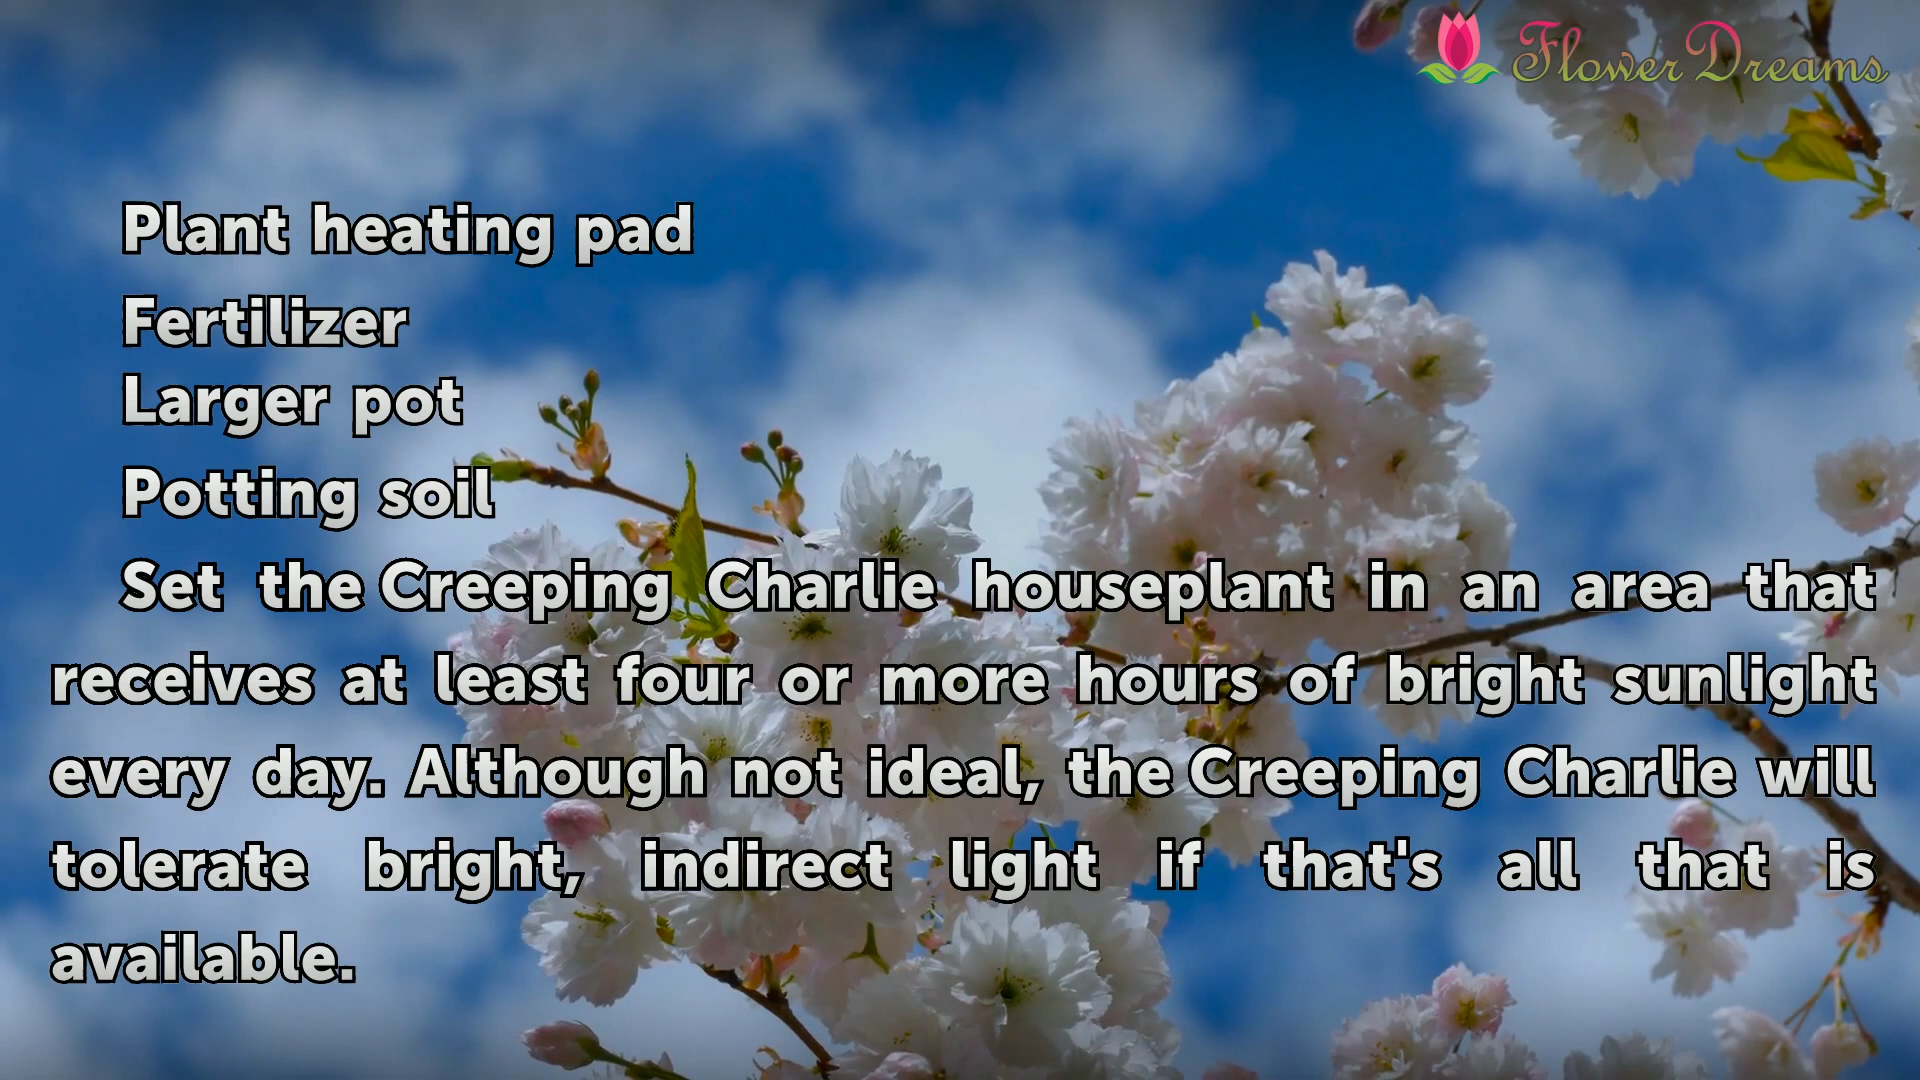 Flower Dreams
Plant heating pad
Fertilizer
Larger pot
Potting soil
Set the Creeping Charlie houseplant in an area that
receives at least four or more hours of bright sunlight
every day. Although not ideal, the Creeping Charlie will
tolerate bright, indirect light if that's all that is
available.